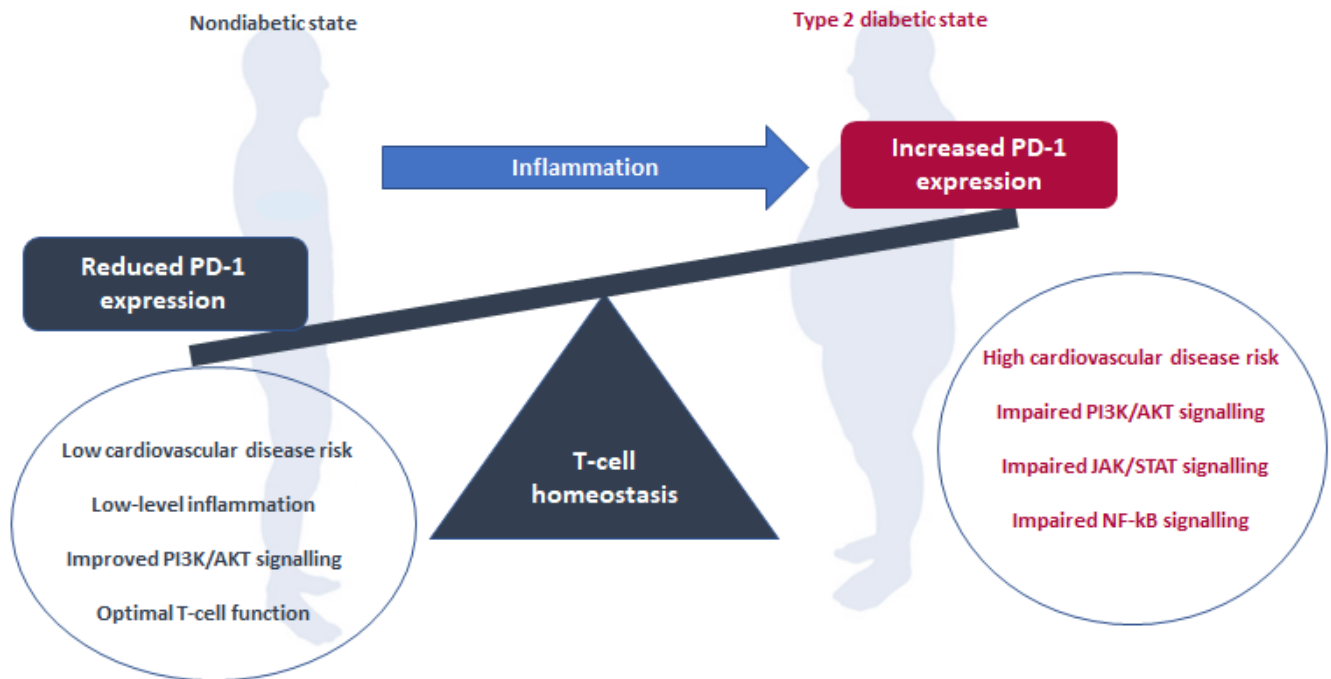 Nondiabetic state
Type 2 diabetic state
Inflammation
Increased PD-1
expression
Reduced PD-1
expression
T-cell
homeostasis
Low cardiovascular disease risk
Low-level inflammation
Improved PI3K/AKT signalling
Optimal T-cell function
High cardiovascular disease risk
Impaired PI3K/AKT signalling
Impaired JAK/STAT signalling
Impaired NF-kB signalling